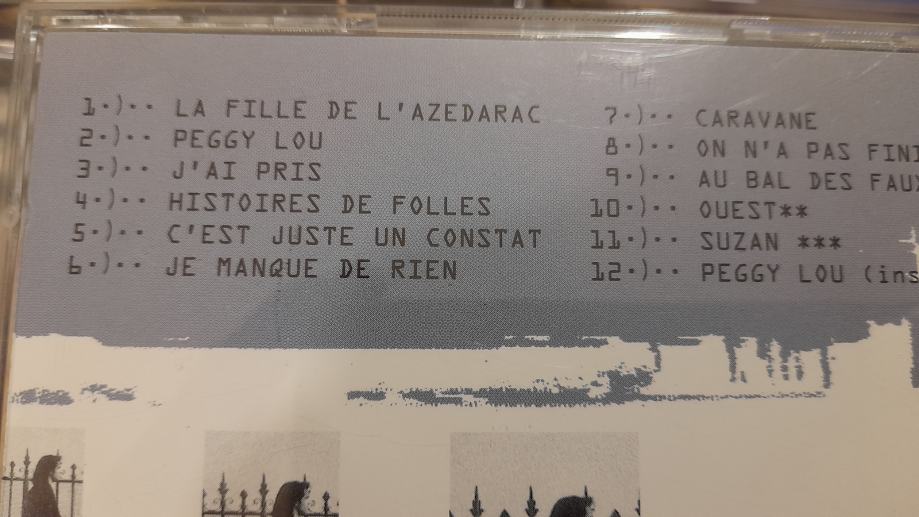 1·)·· LA FILLE DE L'AZEDARAC
2·)·· PEGGY LOU
3·)·· J'AI PRIS
4·)·· HISTOIRES DE FOLLES
5·)·· C'EST JUSTE UN CONSTAT
6·)·· JE MANQUE DE RIEN
7·)·· CARAVANE
8·)·· ON N'A PAS FINI
9·)·· AU BAL DES FAUX
10·)·· OUEST**
11·)·· SUZAN ***
12·)·· PEGGY LOU (ins